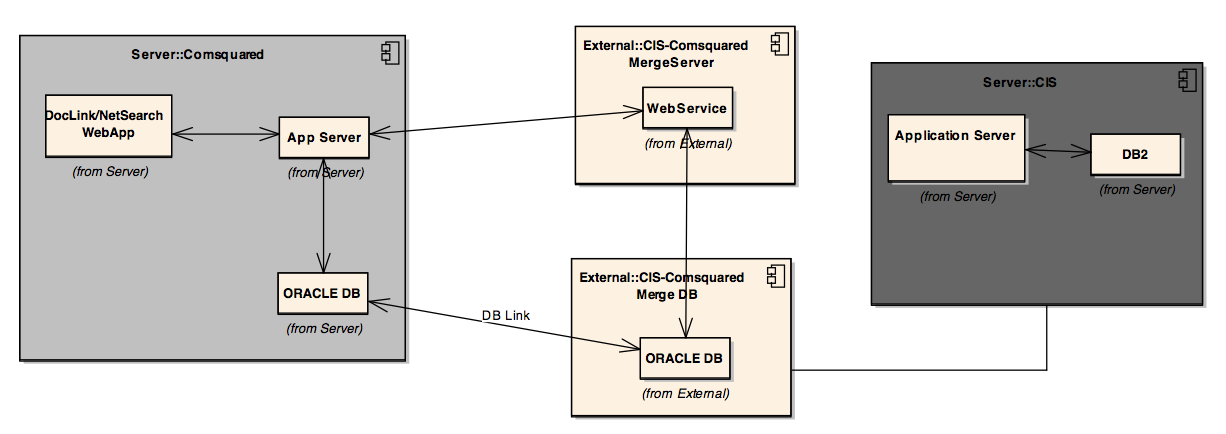 Server::Comsquared
DocLink/NetSearch
WebApp
(from Server)
App Server
(from Server)
ORACLE DB
(from Server)
DB Link
External::CIS-Comsquared
MergeServer
WebService
(from External)
External::CIS-Comsquared
Merge DB
ORACLE DB
(from External)
Server::CIS
Application Server
(from Server)
DB2
(from Server)